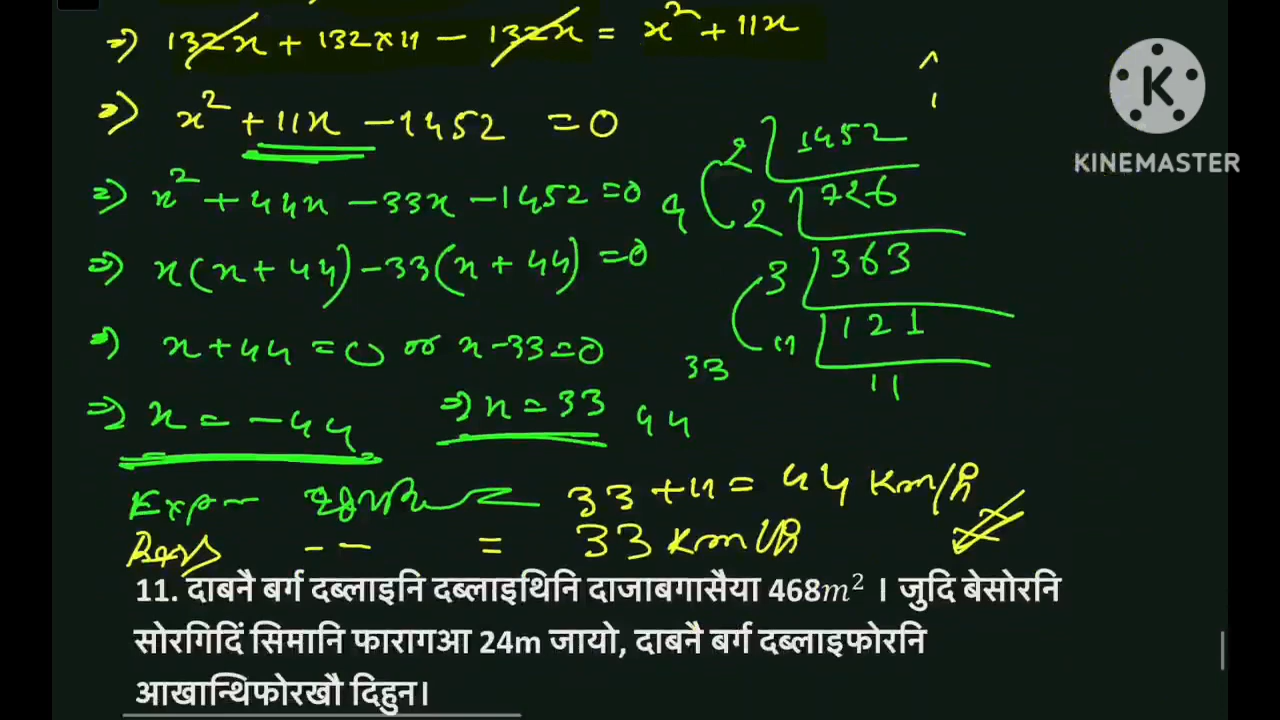 ⇒ 132x + 132×11 − 132x = x² + 11x
⇒ x² + 11x − 1452 = 0
⇒ x² + 44x − 33x − 1452 = 0
⇒ x(x + 44) − 33(x + 44) = 0
⇒ x + 44 = 0 or x − 33 = 0
⇒ x = − 44 ⇒ x = 33
= 33 + 11 = 44 Km/h
-- = 33 Km/h
2 1452
2 726
3 363
11 121
11
4
33
44
KINEMASTER
11. दाबनै बर्ग दब्लाइनि दब्लाइथिनि दाजाबगासैया 468m² । जुदि बेसोरनि
सोरगिदिं सिमानि फारागआ 24m जायो, दाबनै बर्ग दब्लाइफोरनि
आखान्थिफोरखौ दिहुन।